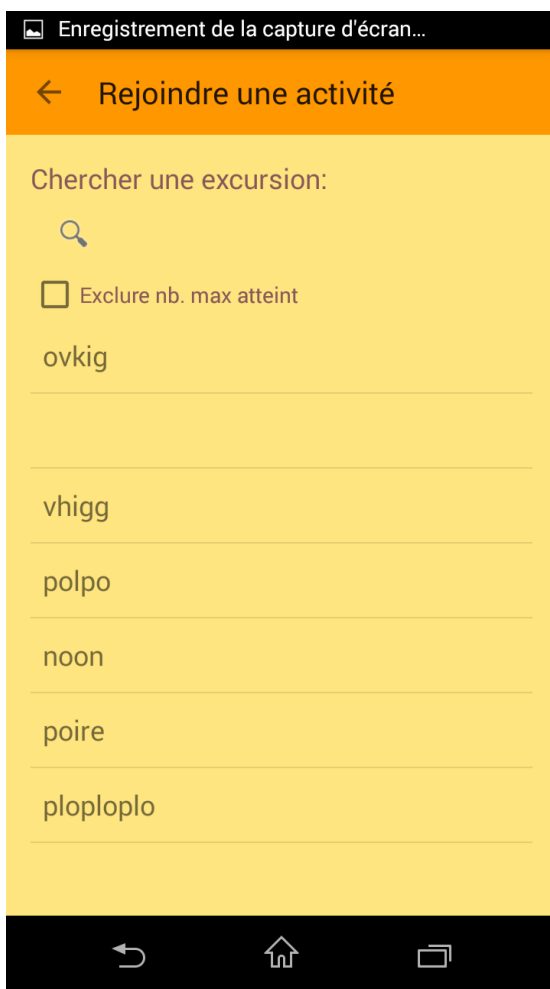 Enregistrement de la capture d'écran...
Rejoindre une activité
Chercher une excursion:
Exclure nb. max atteint
ovkig
vhigg
polpo
noon
poire
ploploplo